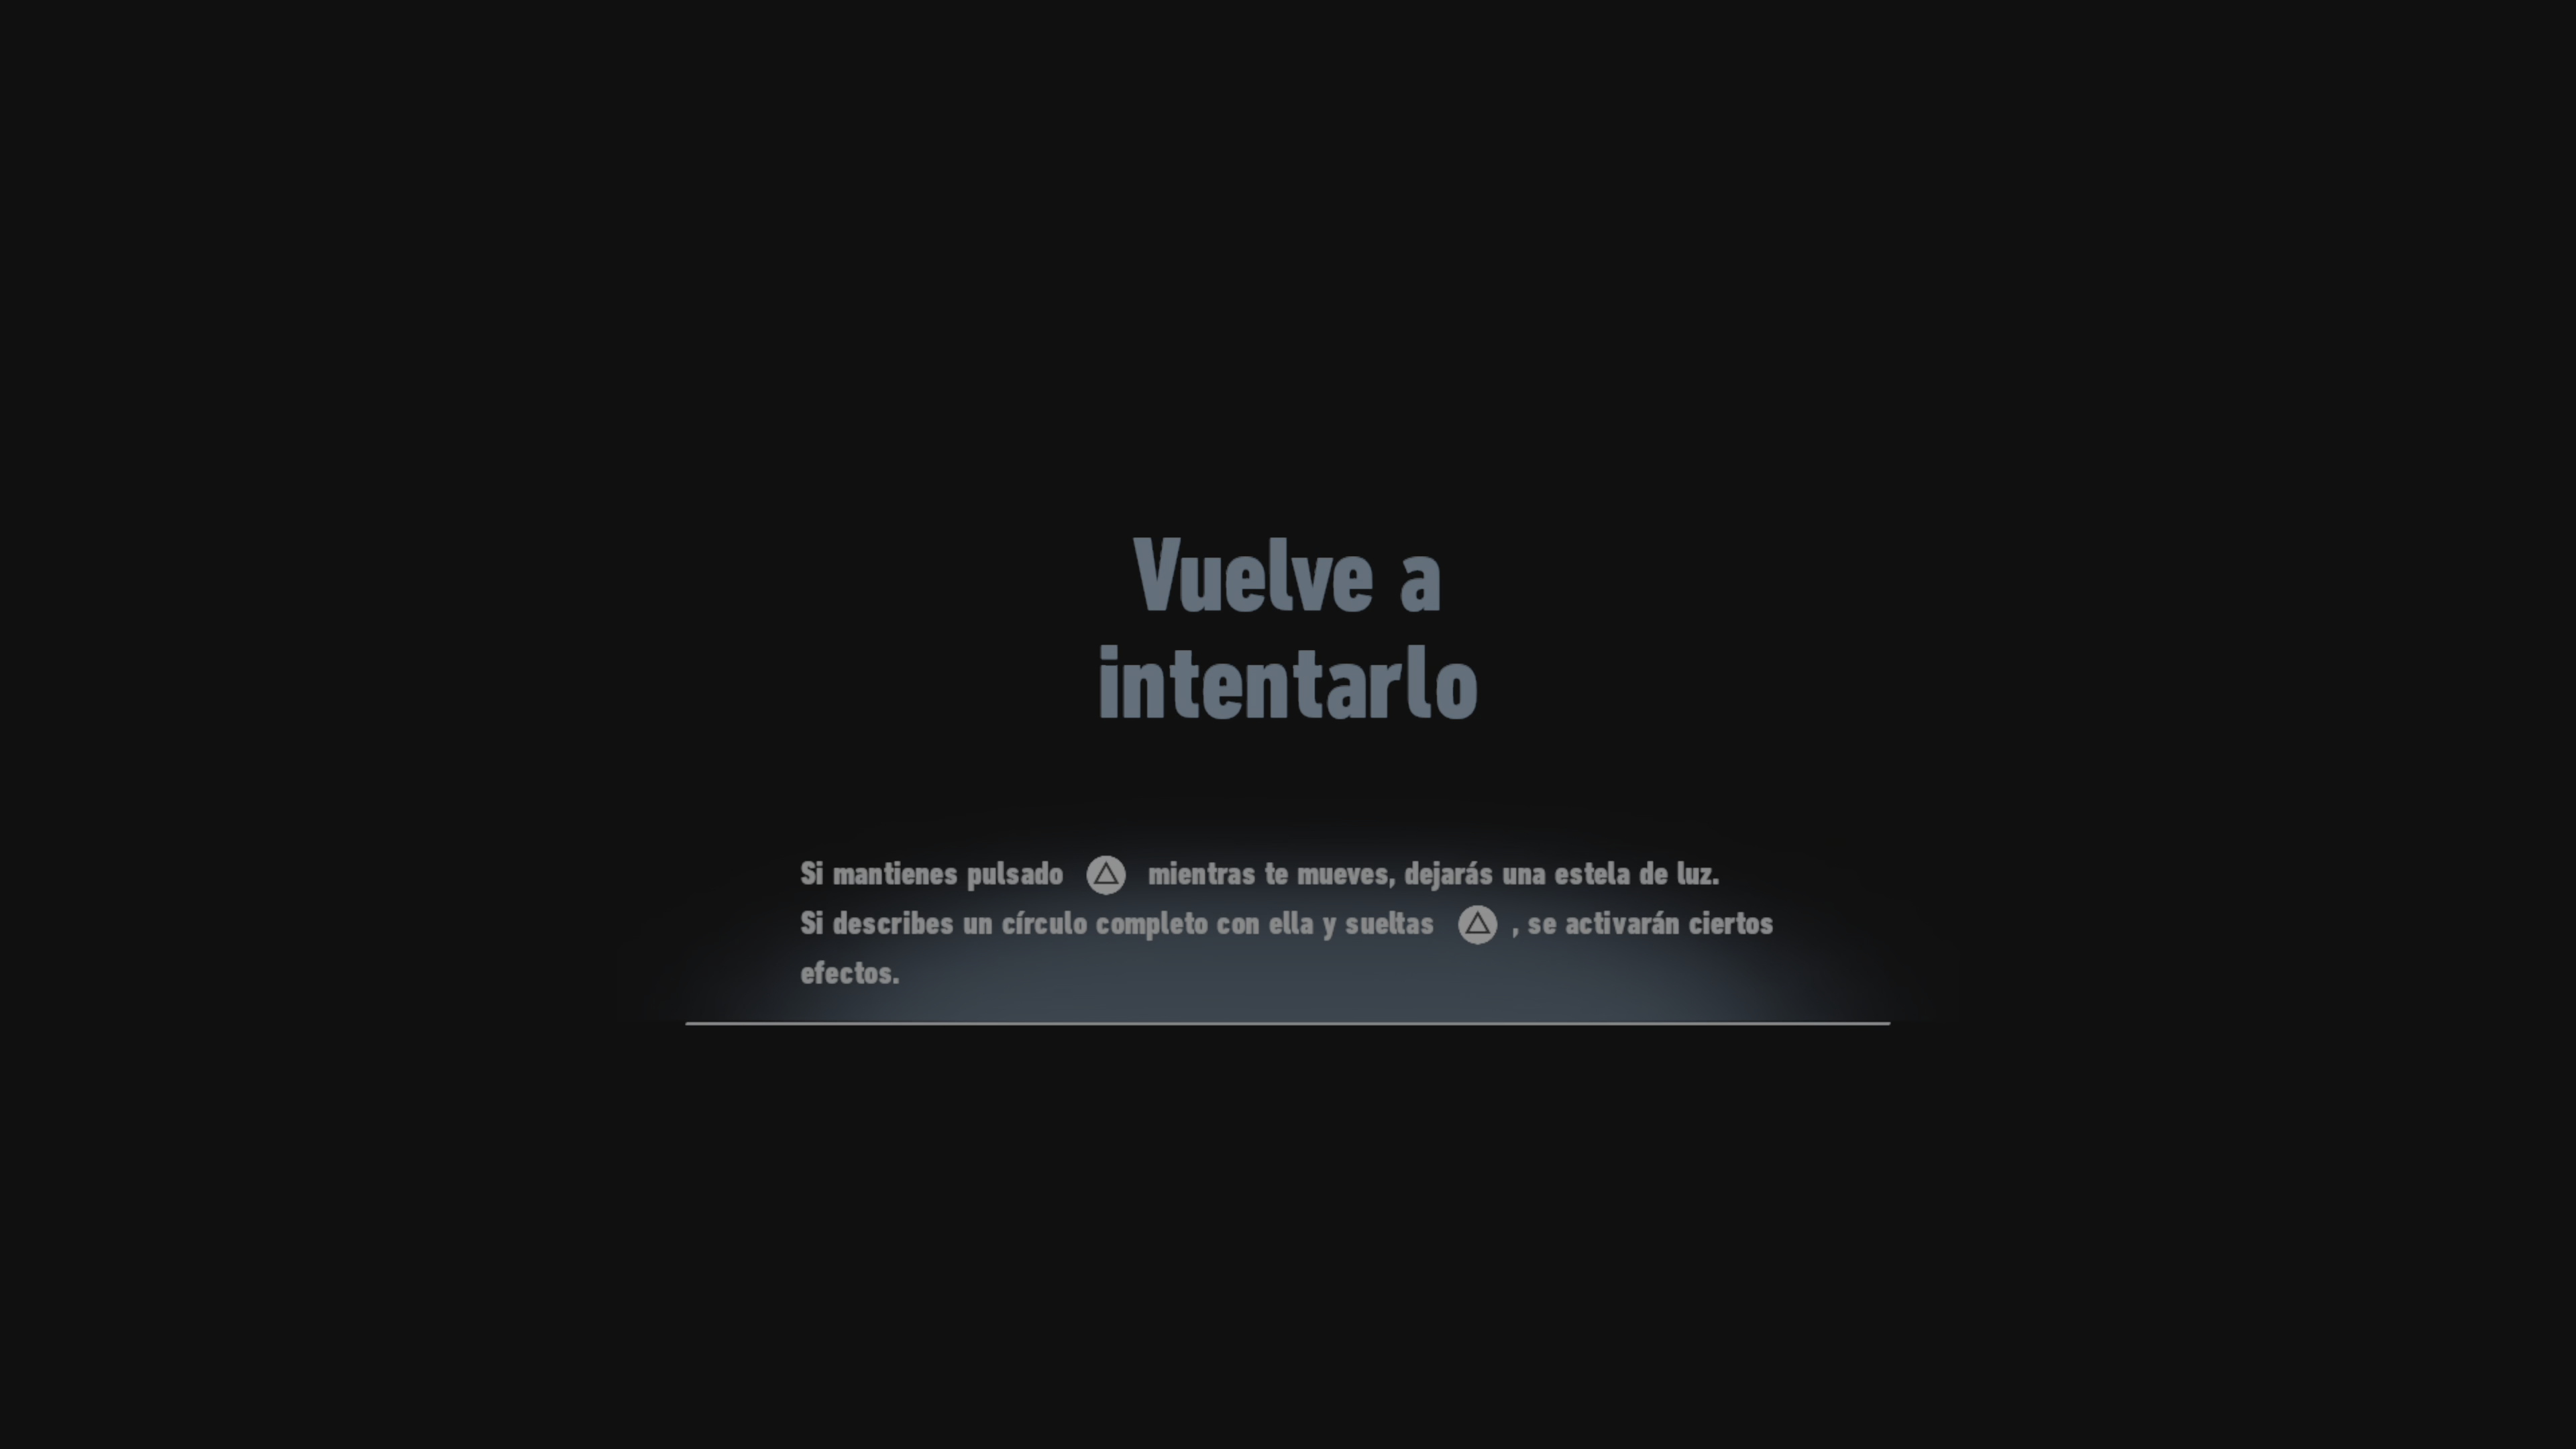 Vuelve a
intentarlo
Si mantienes pulsado △ mientras te mueves, dejarás una estela de luz.
Si describes un círculo completo con ella y sueltas △ , se activarán ciertos
efectos.